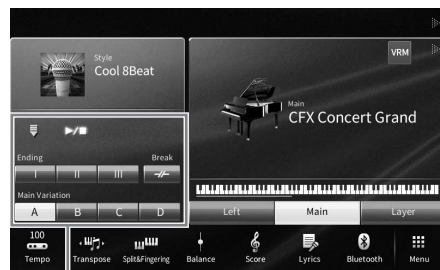 Style
Cool 8Beat
VRM
Main
CFX Concert Grand
Ending
Break
I
II
III
Main Variation
A
B
C
D
Left
Main
Layer
100
Tempo
Transpose
Split&Fingering
Balance
Score
Lyrics
Bluetooth
Menu